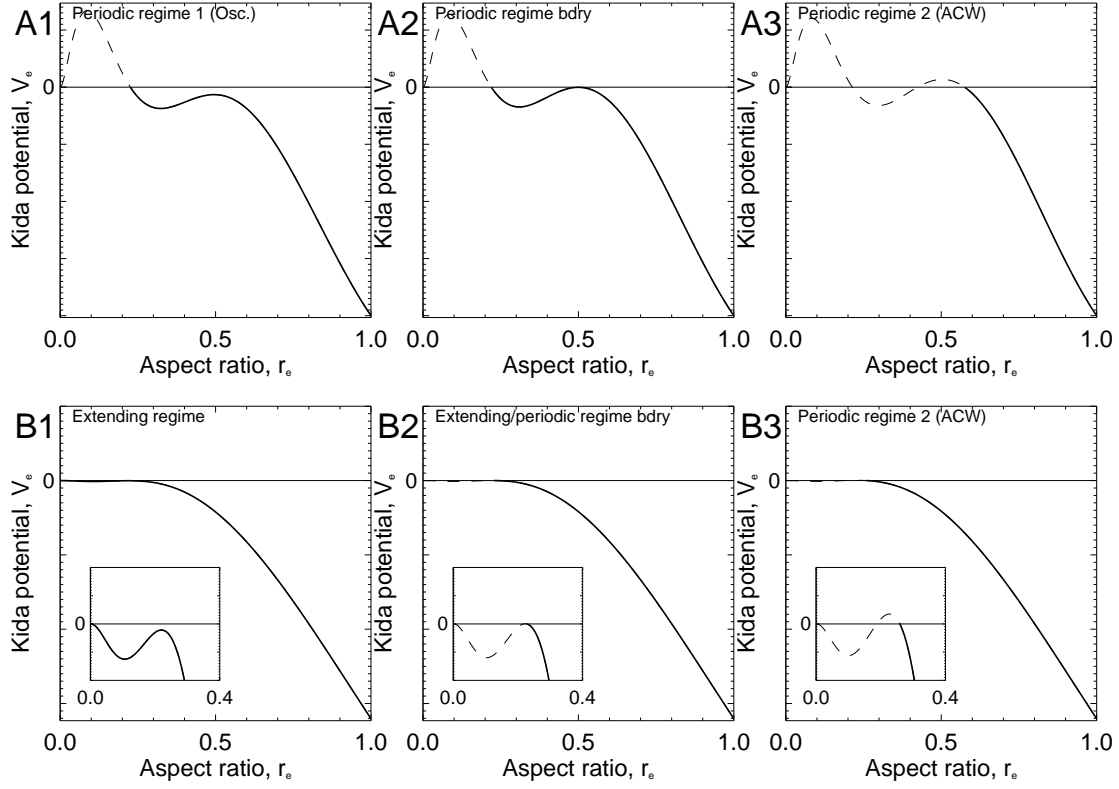 A1 Periodic regime 1 (Osc.)
Kida potential, Vₑ
0
0.0 0.5 1.0
Aspect ratio, rₑ
A2 Periodic regime bdry
Kida potential, Vₑ
0
0.0 0.5 1.0
Aspect ratio, rₑ
A3 Periodic regime 2 (ACW)
Kida potential, Vₑ
0
0.0 0.5 1.0
Aspect ratio, rₑ
B1 Extending regime
Kida potential, Vₑ
0
0
0.0 0.4
0.0 0.5 1.0
Aspect ratio, rₑ
B2 Extending/periodic regime bdry
Kida potential, Vₑ
0
0
0.0 0.4
0.0 0.5 1.0
Aspect ratio, rₑ
B3 Periodic regime 2 (ACW)
Kida potential, Vₑ
0
0
0.0 0.4
0.0 0.5 1.0
Aspect ratio, rₑ